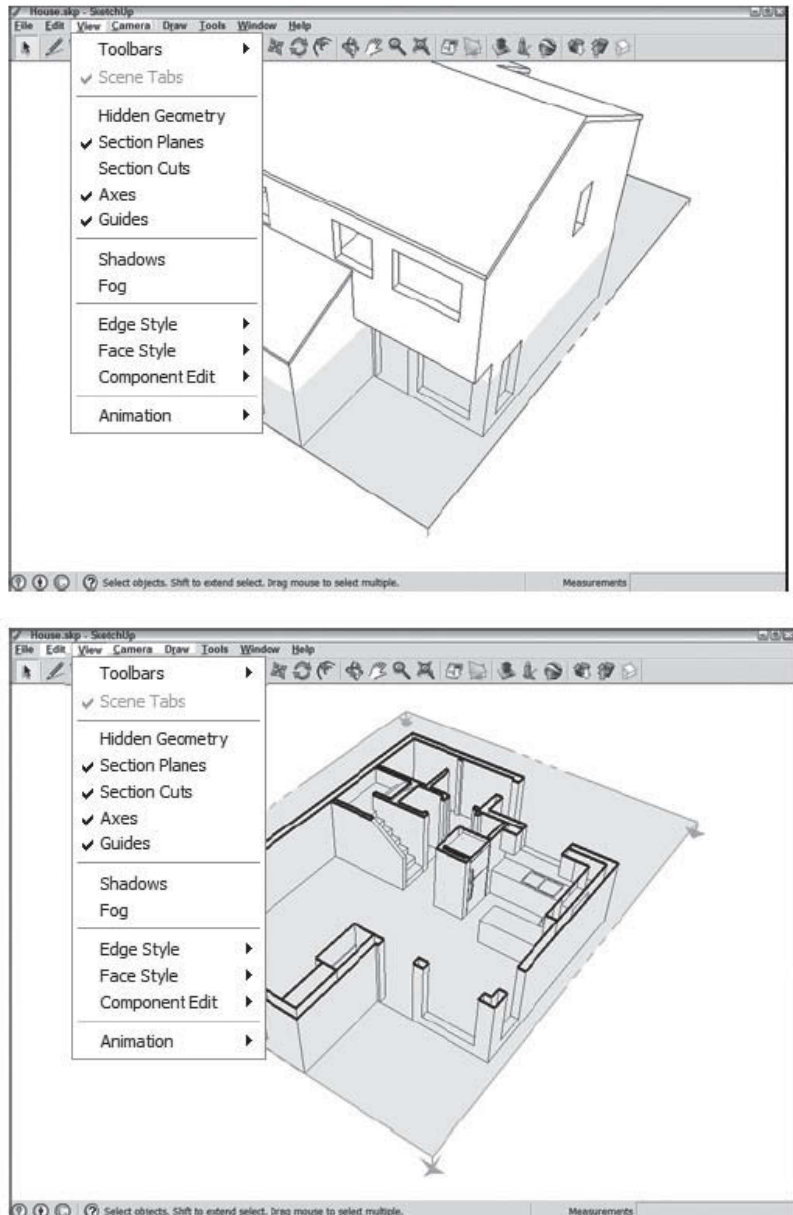 House.skp - SketchUp
File Edit View Camera Draw Tools Window Help
Toolbars
Scene Tabs
Hidden Geometry
Section Planes
Section Cuts
Axes
Guides
Shadows
Fog
Edge Style
Face Style
Component Edit
Animation
Select objects. Shift to extend select. Drag mouse to select multiple.
Measurements
House.skp - SketchUp
File Edit View Camera Draw Tools Window Help
Toolbars
Scene Tabs
Hidden Geometry
Section Planes
Section Cuts
Axes
Guides
Shadows
Fog
Edge Style
Face Style
Component Edit
Animation
Select objects. Shift to extend select. Drag mouse to select multiple.
Measurements